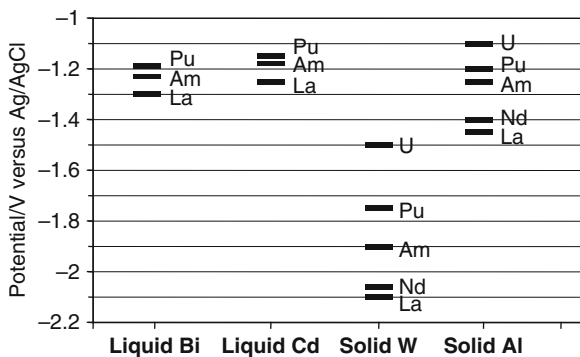 Potential/V versus Ag/AgCl
–1
–1.2
–1.4
–1.6
–1.8
–2
–2.2
Pu
Am
La
Pu
Am
La
U
Pu
Am
Nd
La
U
Pu
Am
Nd
La
Liquid Bi Liquid Cd Solid W Solid Al